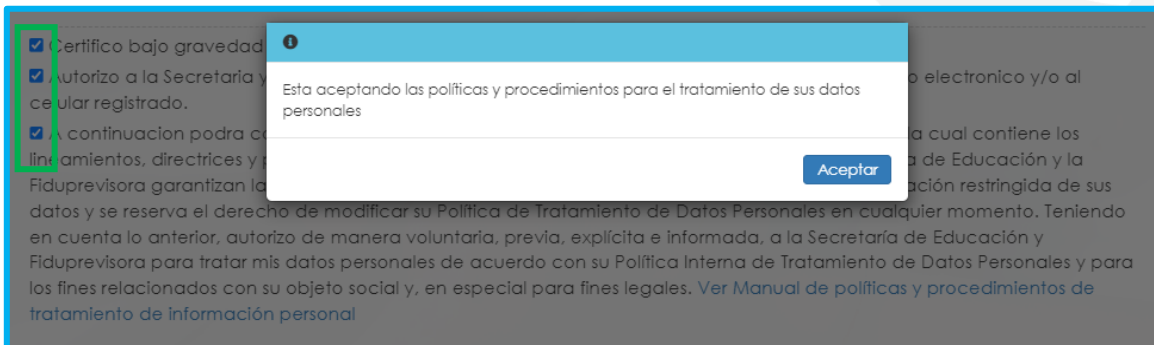 Certifico bajo gravedad
Esta aceptando las políticas y procedimientos para el tratamiento de sus datos
personales
Aceptar
Autorizo a la Secretaria y o electronico y/o al
celular registrado.
A continuacion podra la cual contiene los
lineamientos, directrices y a de Educación y la
Fiduprevisora garantizan la ación restringida de sus
datos y se reserva el derecho de modificar su Política de Tratamiento de Datos Personales en cualquier momento. Teniendo
en cuenta lo anterior, autorizo de manera voluntaria, previa, explícita e informada, a la Secretaría de Educación y
Fiduprevisora para tratar mis datos personales de acuerdo con su Política Interna de Tratamiento de Datos Personales y para
los fines relacionados con su objeto social y, en especial para fines legales. Ver Manual de políticas y procedimientos de
tratamiento de información personal